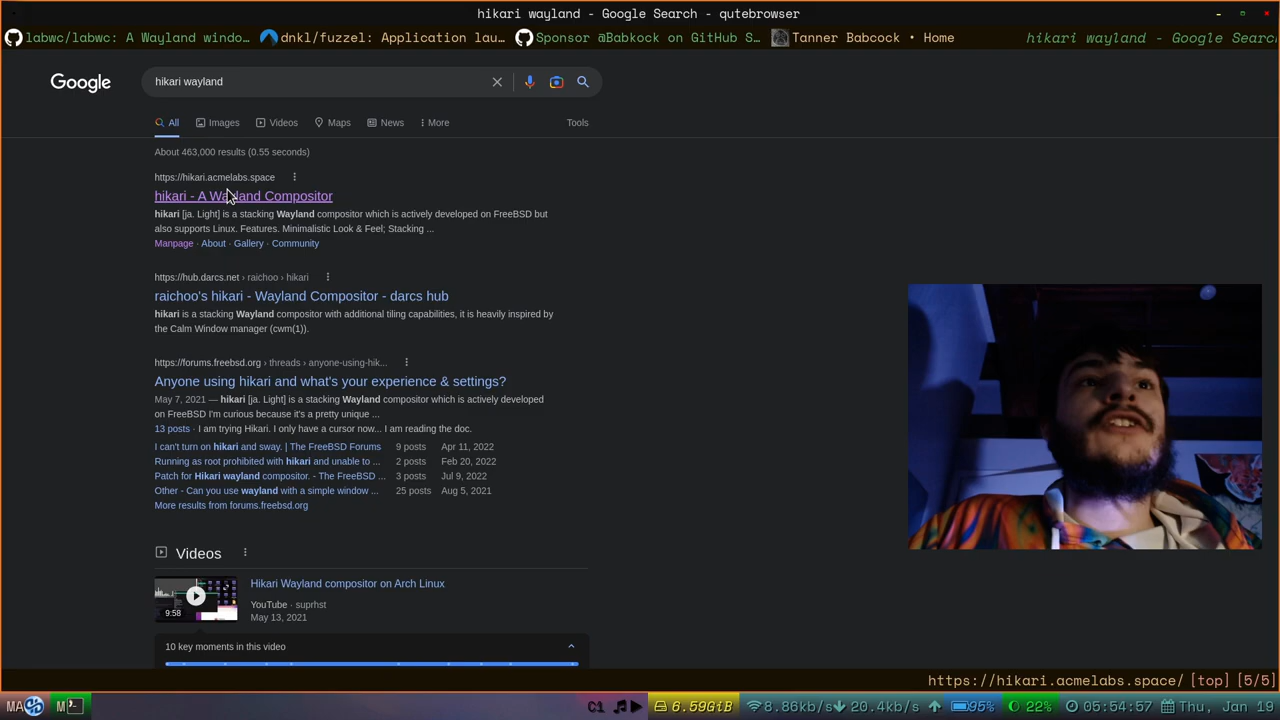 hikari wayland - Google Search - qutebrowser
labwc/labwc: A Wayland windo…
dnkl/fuzzel: Application lau…
Sponsor @Babkock on GitHub S…
Tanner Babcock • Home
hikari wayland - Google Searc
Google
hikari wayland
All
Images
Videos
Maps
News
More
Tools
About 463,000 results (0.55 seconds)
https://hikari.acmelabs.space
hikari - A Wayland Compositor
hikari [ja. Light] is a stacking Wayland compositor which is actively developed on FreeBSD but
also supports Linux. Features. Minimalistic Look & Feel; Stacking ...
Manpage · About · Gallery · Community
https://hub.darcs.net › raichoo › hikari
raichoo's hikari - Wayland Compositor - darcs hub
hikari is a stacking Wayland compositor with additional tiling capabilities, it is heavily inspired by
the Calm Window manager (cwm(1)).
https://forums.freebsd.org › threads › anyone-using-hik...
Anyone using hikari and what's your experience & settings?
May 7, 2021 — hikari [ja. Light] is a stacking Wayland compositor which is actively developed
on FreeBSD I'm curious because it's a pretty unique ...
13 posts · I am trying Hikari. I only have a cursor now... I am reading the doc.
I can't turn on hikari and sway. | The FreeBSD Forums 9 posts Apr 11, 2022
Running as root prohibited with hikari and unable to ... 2 posts Feb 20, 2022
Patch for Hikari wayland compositor. - The FreeBSD ... 3 posts Jul 9, 2022
Other - Can you use wayland with a simple window ... 25 posts Aug 5, 2021
More results from forums.freebsd.org
Videos
Hikari Wayland compositor on Arch Linux
YouTube · suprhst
May 13, 2021
9:58
10 key moments in this video
https://hikari.acmelabs.space/ [top] [5/5]
MA
C1
6.59GiB
8.86kb/s
20.4kb/s
95%
22%
05:54:57
Thu, Jan 19